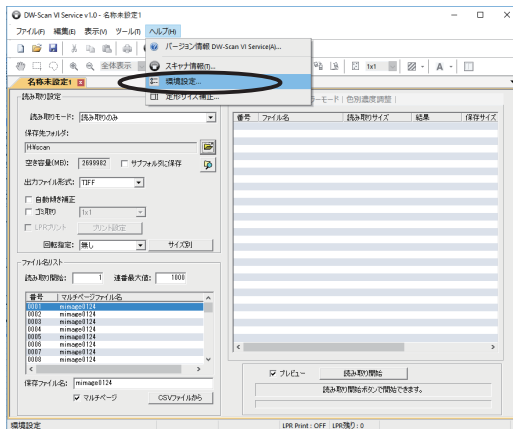 DW-Scan VI Service v1.0 - 名称未設定1
ファイル(F) 編集(E) 表示(V) ツール(T) ヘルプ(H)
バージョン情報 DW-Scan VI Service(A)...
全体表示
スキャナ情報(I)...
1x1
環境設定...
名称未設定1
定形サイズ補正...
読み取り設定
ラーモード 色別濃度調整
読み取りモード: 読み取りのみ
番号 ファイル名 読み取りサイズ 結果 保存サイズ
保存先フォルダ:
H:¥scan
空き容量(MB): 2699982 サブフォルダに保存
出力ファイル形式: TIFF
自動傾き補正
ゴミ取り 1x1
LPRプリント プリント設定
回転指定: 無し サイズ別
ファイル名リスト
読み取り開始: 1 連番最大値: 1000
番号 マルチページファイル名
0001 mimage0124
0002 mimage0124
0003 mimage0124
0004 mimage0124
0005 mimage0124
0006 mimage0124
0007 mimage0124
0008 mimage0124
保存ファイル名: mimage0124
マルチページ CSVファイルから
プレビュー 読み取り開始
読み取り開始ボタンで開始できます。
環境設定 LPR Print : OFF LPR残り : 0